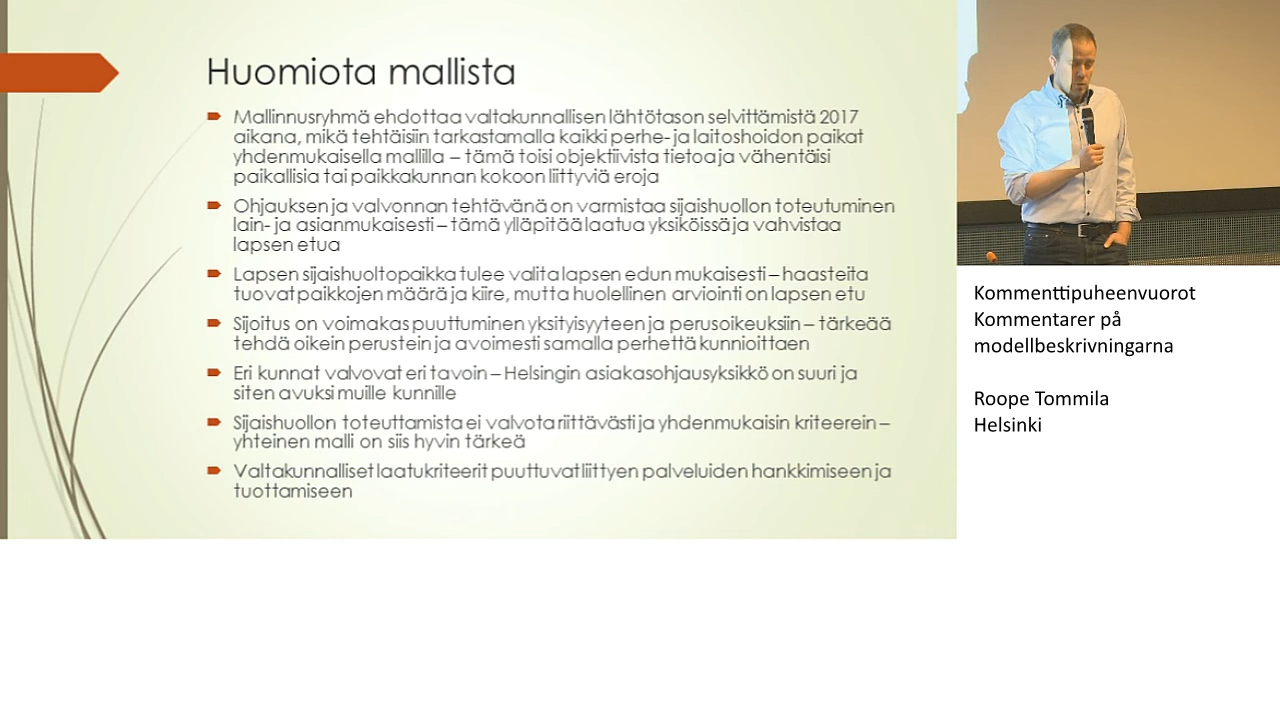 Huomiota mallista
Mallinnusryhmä ehdottaa valtakunnallisen lähtötason selvittämistä 2017
aikana, mikä tehtäisiin tarkastamalla kaikki perhe- ja laitoshoidon paikat
yhdenmukaisella mallilla – tämä toisi objektiivista tietoa ja vähentäisi
paikallisia tai paikkakunnan kokoon liittyviä eroja
Ohjauksen ja valvonnan tehtävänä on varmistaa sijaishuollon toteutuminen
lain- ja asianmukaisesti – tämä ylläpitää laatua yksiköissä ja vahvistaa
lapsen etua
Lapsen sijaishuoltopaikka tulee valita lapsen edun mukaisesti – haasteita
tuovat paikkojen määrä ja kiire, mutta huolellinen arviointi on lapsen etu
Sijoitus on voimakas puuttuminen yksityisyyteen ja perusoikeuksiin – tärkeää
tehdä oikein perustein ja avoimesti samalla perhettä kunnioittaen
Eri kunnat valvovat eri tavoin – Helsingin asiakasohjausyksikkö on suuri ja
siten avuksi muille kunnille
Sijaishuollon toteuttamista ei valvota riittävästi ja yhdenmukaisin kriteerein –
yhteinen malli on siis hyvin tärkeä
Valtakunnalliset laatukriteerit puuttuvat liittyen palveluiden hankkimiseen ja
tuottamiseen
Kommenttipuheenvuorot
Kommentarer på
modellbeskrivningarna
Roope Tommila
Helsinki